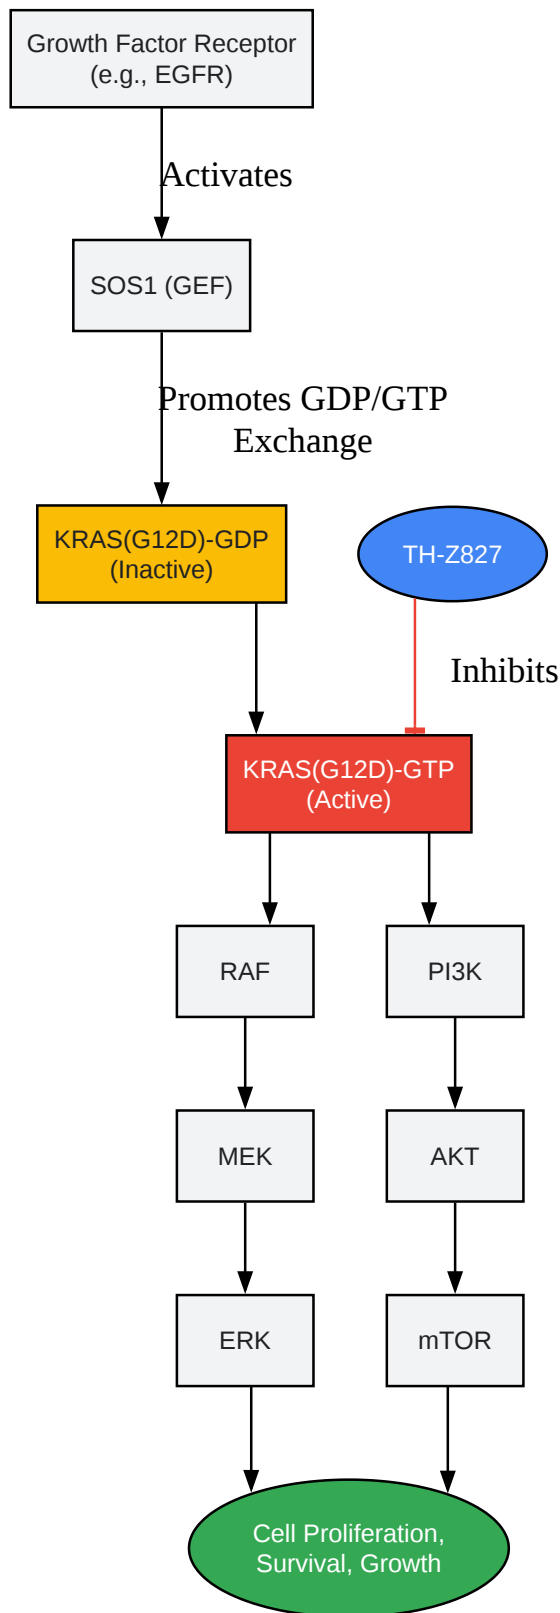 Growth Factor Receptor
(e.g., EGFR)
Activates
SOS1 (GEF)
Promotes GDP/GTP
Exchange
KRAS(G12D)-GDP
(Inactive)
TH-Z827
Inhibits
KRAS(G12D)-GTP
(Active)
RAF
PI3K
MEK
AKT
ERK
mTOR
Cell Proliferation,
Survival, Growth